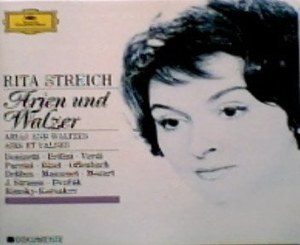 RITA STREICH
Arien und
Walzer
ARIAS AND WALTZES
AIRS ET VALSES
Donizetti · Bellini · Verdi
Puccini · Bizet · Offenbach
Delibes · Massenet · Mozart
J. Strauss · Dvořák
Rimsky-Korsakov
DOKUMENTE